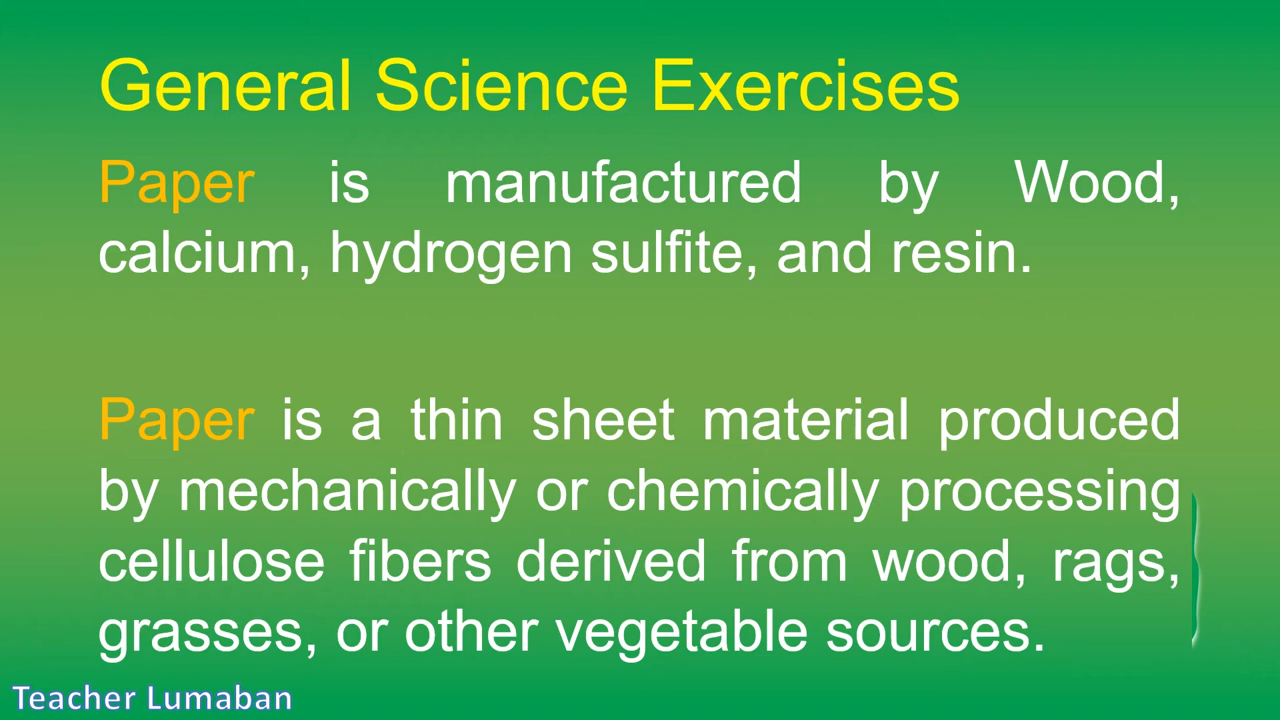 General Science Exercises
Paper is manufactured by Wood,
calcium, hydrogen sulfite, and resin.
Paper is a thin sheet material produced
by mechanically or chemically processing
cellulose fibers derived from wood, rags,
grasses, or other vegetable sources.
Teacher Lumaban